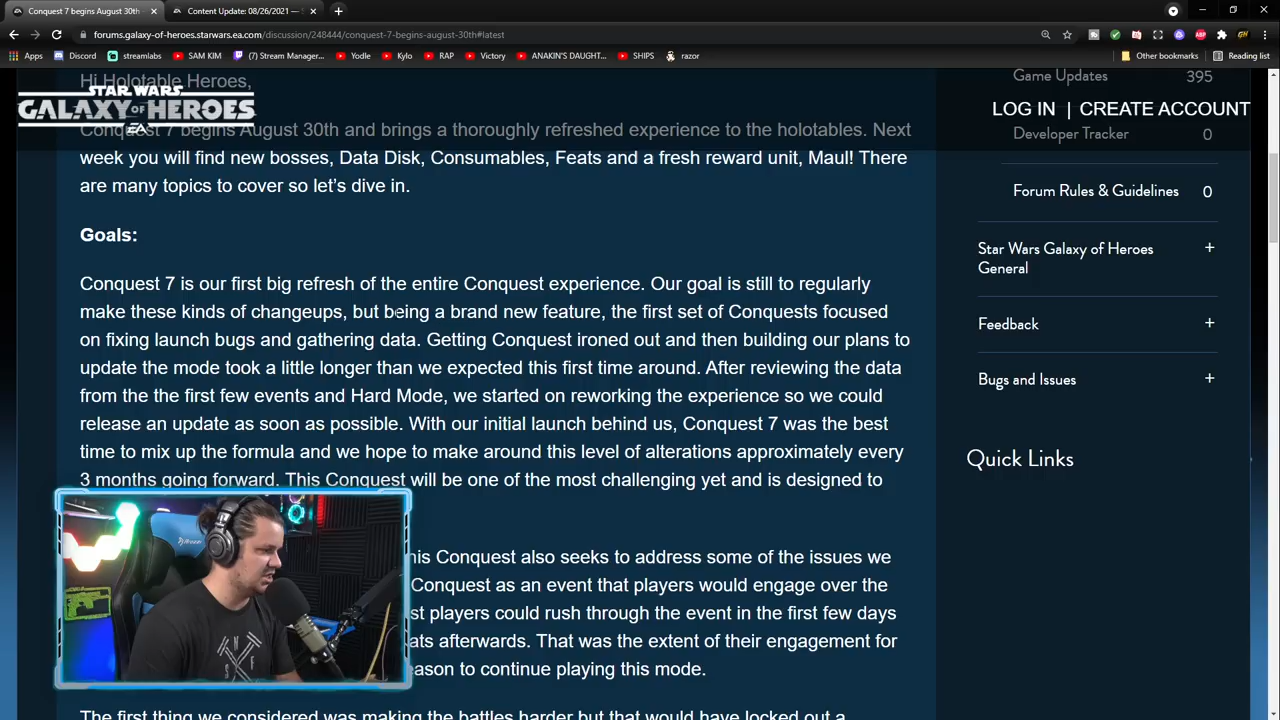 Conquest 7 begins August 30th
Content Update: 08/26/2021 —
forums.galaxy-of-heroes.starwars.ea.com/discussion/248444/conquest-7-begins-august-30th#latest
Apps
Discord
streamlabs
SAM KIM
(7) Stream Manager...
Yodle
Kylo
RAP
Victory
ANAKIN'S DAUGHT...
SHIPS
razor
Other bookmarks
Reading list
Hi Holotable Heroes,
STAR WARS
GALAXY OF HEROES
EA
LOG IN | CREATE ACCOUNT
Conquest 7 begins August 30th and brings a thoroughly refreshed experience to the holotables. Next
week you will find new bosses, Data Disk, Consumables, Feats and a fresh reward unit, Maul! There
are many topics to cover so let's dive in.
Goals:
Conquest 7 is our first big refresh of the entire Conquest experience. Our goal is still to regularly
make these kinds of changeups, but being a brand new feature, the first set of Conquests focused
on fixing launch bugs and gathering data. Getting Conquest ironed out and then building our plans to
update the mode took a little longer than we expected this first time around. After reviewing the data
from the the first few events and Hard Mode, we started on reworking the experience so we could
release an update as soon as possible. With our initial launch behind us, Conquest 7 was the best
time to mix up the formula and we hope to make around this level of alterations approximately every
3 months going forward. This Conquest will be one of the most challenging yet and is designed to
his Conquest also seeks to address some of the issues we
Conquest as an event that players would engage over the
st players could rush through the event in the first few days
ats afterwards. That was the extent of their engagement for
eason to continue playing this mode.
The first thing we considered was making the battles harder but that would have locked out a
Game Updates 395
Developer Tracker 0
Forum Rules & Guidelines 0
Star Wars Galaxy of Heroes +
General
Feedback +
Bugs and Issues +
Quick Links